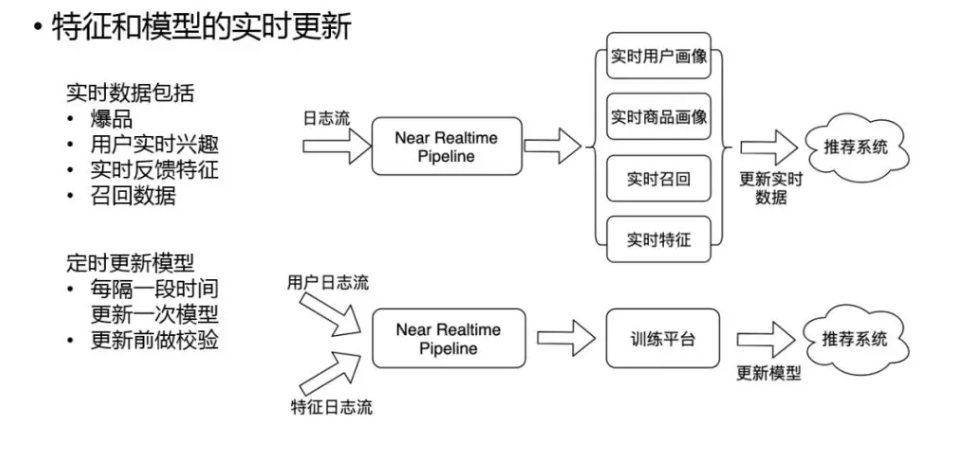 • 特征和模型的实时更新
实时数据包括
• 爆品
• 用户实时兴趣
• 实时反馈特征
• 召回数据
日志流
Near Realtime
Pipeline
实时用户画像
实时商品画像
实时召回
实时特征
更新实时
数据
推荐系统
定时更新模型
• 每隔一段时间
更新一次模型
• 更新前做校验
用户日志流
特征日志流
Near Realtime
Pipeline
训练平台
更新模型
推荐系统